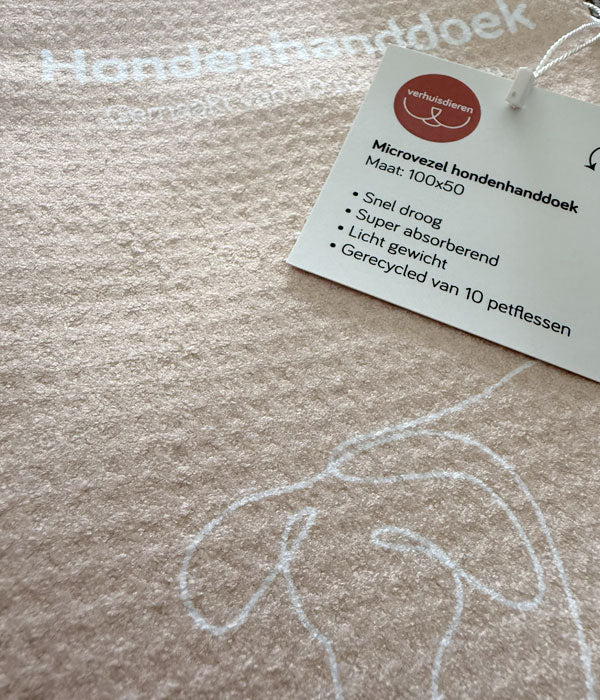 Hondenhanddoek
verhuisdieren
Microvezel hondenhanddoek
Maat: 100x50
• Snel droog
• Super absorberend
• Licht gewicht
• Gerecycled van 10 petflessen